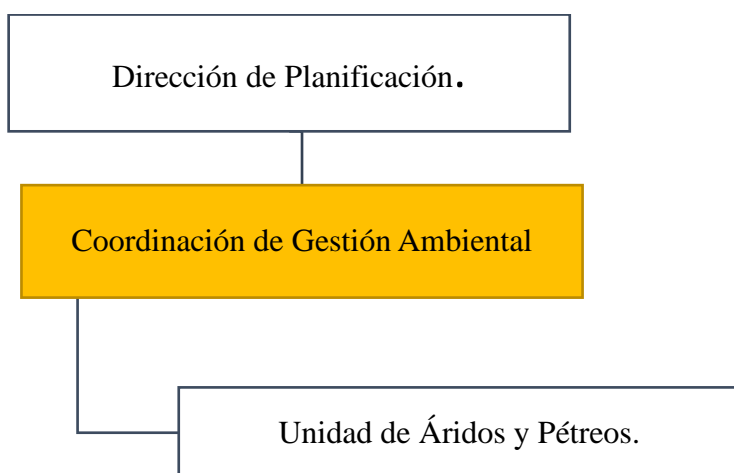 Dirección de Planificación.
Coordinación de Gestión Ambiental
Unidad de Áridos y Pétreos.